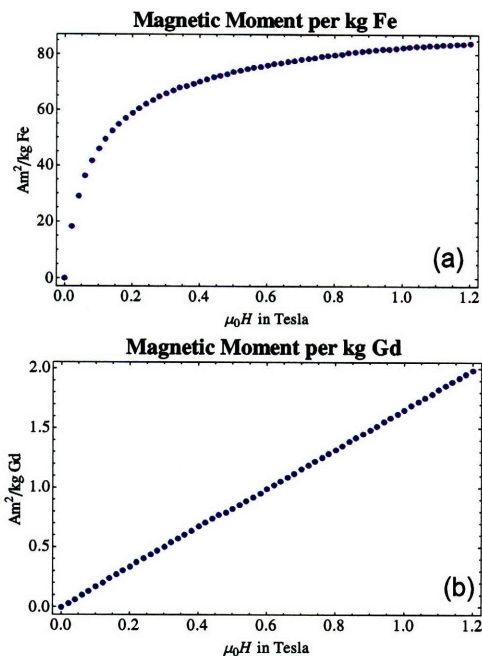 Magnetic Moment per kg Fe
80
60
40
20
0
Am²/kg Fe
(a)
0.0 0.2 0.4 0.6 0.8 1.0 1.2
μ₀H in Tesla
Magnetic Moment per kg Gd
2.0
1.5
1.0
0.5
0.0
Am²/kg Gd
(b)
0.0 0.2 0.4 0.6 0.8 1.0 1.2
μ₀H in Tesla